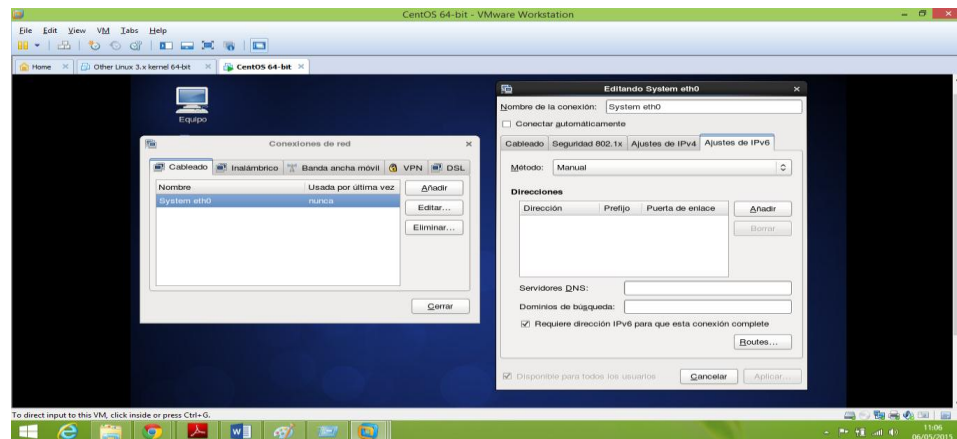 CentOS 64-bit - VMware Workstation
File Edit View VM Tabs Help
Home Other Linux 3.x kernel 64-bit CentOS 64-bit
Equipo
Conexiones de red
Cableado Inalámbrico Banda ancha móvil VPN DSL
Nombre Usada por última vez
System eth0 nunca
Añadir
Editar...
Eliminar...
Cerrar
Editando System eth0
Nombre de la conexión: System eth0
Conectar automáticamente
Cableado Seguridad 802.1x Ajustes de IPv4 Ajustes de IPv6
Método: Manual
Direcciones
Dirección Prefijo Puerta de enlace
Añadir
Borrar
Servidores DNS:
Dominios de búsqueda:
Requiere dirección IPv6 para que esta conexión complete
Routes...
Disponible para todos los usuarios Cancelar Aplicar...
To direct input to this VM, click inside or press Ctrl+G.
11:06
06/05/2015